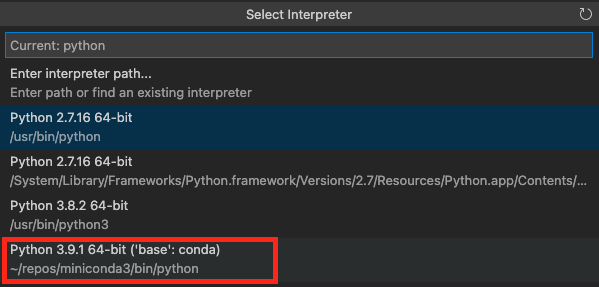 Select Interpreter
Current: python
Enter interpreter path...
Enter path or find an existing interpreter
Python 2.7.16 64-bit
/usr/bin/python
Python 2.7.16 64-bit
/System/Library/Frameworks/Python.framework/Versions/2.7/Resources/Python.app/Contents/...
Python 3.8.2 64-bit
/usr/bin/python3
Python 3.9.1 64-bit ('base': conda)
~/repos/miniconda3/bin/python